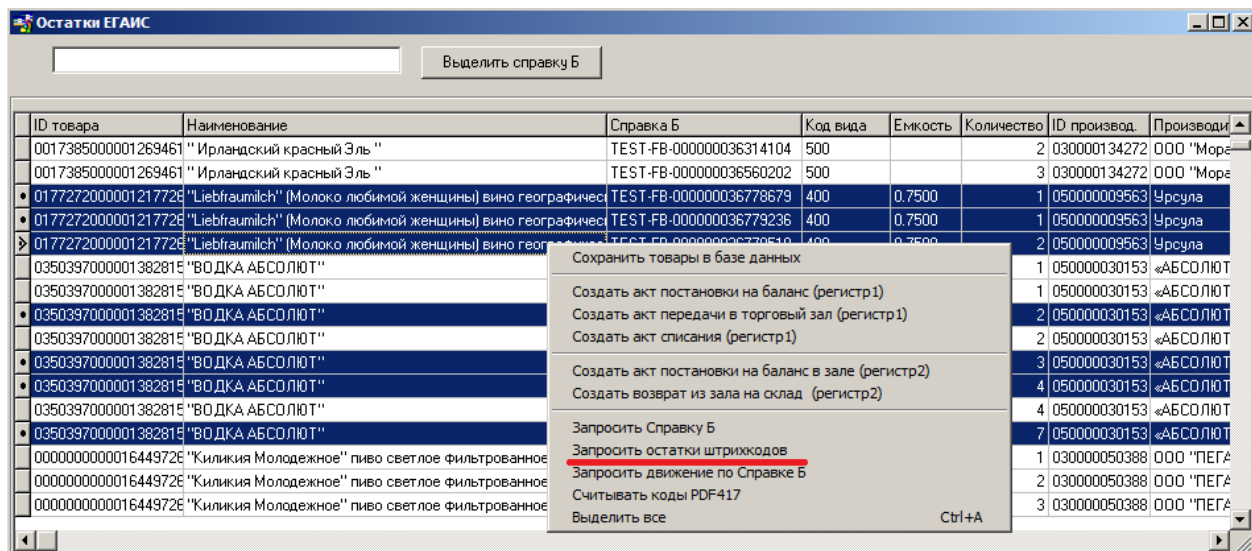 Остатки ЕГАИС
Выделить справку Б
ID товара Наименование Справка Б Код вида Емкость Количество ID производ. Производи
0017385000001269461 "Ирландский красный Эль" TEST-FB-000000036314104 500 2 030000134272 ООО "Мора
0017385000001269461 "Ирландский красный Эль" TEST-FB-000000036560202 500 3 030000134272 ООО "Мора
0177272000001217726 "Liebfraumilch" (Молоко любимой женщины) вино географичес TEST-FB-000000036778679 400 0.7500 1 050000009563 Урсула
0177272000001217726 "Liebfraumilch" (Молоко любимой женщины) вино географичес TEST-FB-000000036779236 400 0.7500 1 050000009563 Урсула
0177272000001217726 "Liebfraumilch" (Молоко любимой женщины) вино 2 050000009563 Урсула
0350397000001382815 "ВОДКА АБСОЛЮТ" 1 050000030153 «АБСОЛЮТ
0350397000001382815 "ВОДКА АБСОЛЮТ" 1 050000030153 «АБСОЛЮТ
0350397000001382815 "ВОДКА АБСОЛЮТ" 2 050000030153 «АБСОЛЮТ
0350397000001382815 "ВОДКА АБСОЛЮТ" 2 050000030153 «АБСОЛЮТ
0350397000001382815 "ВОДКА АБСОЛЮТ" 3 050000030153 «АБСОЛЮТ
0350397000001382815 "ВОДКА АБСОЛЮТ" 4 050000030153 «АБСОЛЮТ
0350397000001382815 "ВОДКА АБСОЛЮТ" 4 050000030153 «АБСОЛЮТ
0350397000001382815 "ВОДКА АБСОЛЮТ" 7 050000030153 «АБСОЛЮТ
0000000000016449726 "Киликия Молодежное" пиво светлое фильтрованное 1 030000050388 ООО "ПЕГА
0000000000016449726 "Киликия Молодежное" пиво светлое фильтрованное 2 030000050388 ООО "ПЕГА
0000000000016449726 "Киликия Молодежное" пиво светлое фильтрованное 3 030000050388 ООО "ПЕГА
Сохранить товары в базе данных
Создать акт постановки на баланс (регистр1)
Создать акт передачи в торговый зал (регистр1)
Создать акт списания (регистр1)
Создать акт постановки на баланс в зале (регистр2)
Создать возврат из зала на склад (регистр2)
Запросить Справку Б
Запросить остатки штрихкодов
Запросить движение по Справке Б
Считывать коды PDF417
Выделить все Ctrl+A